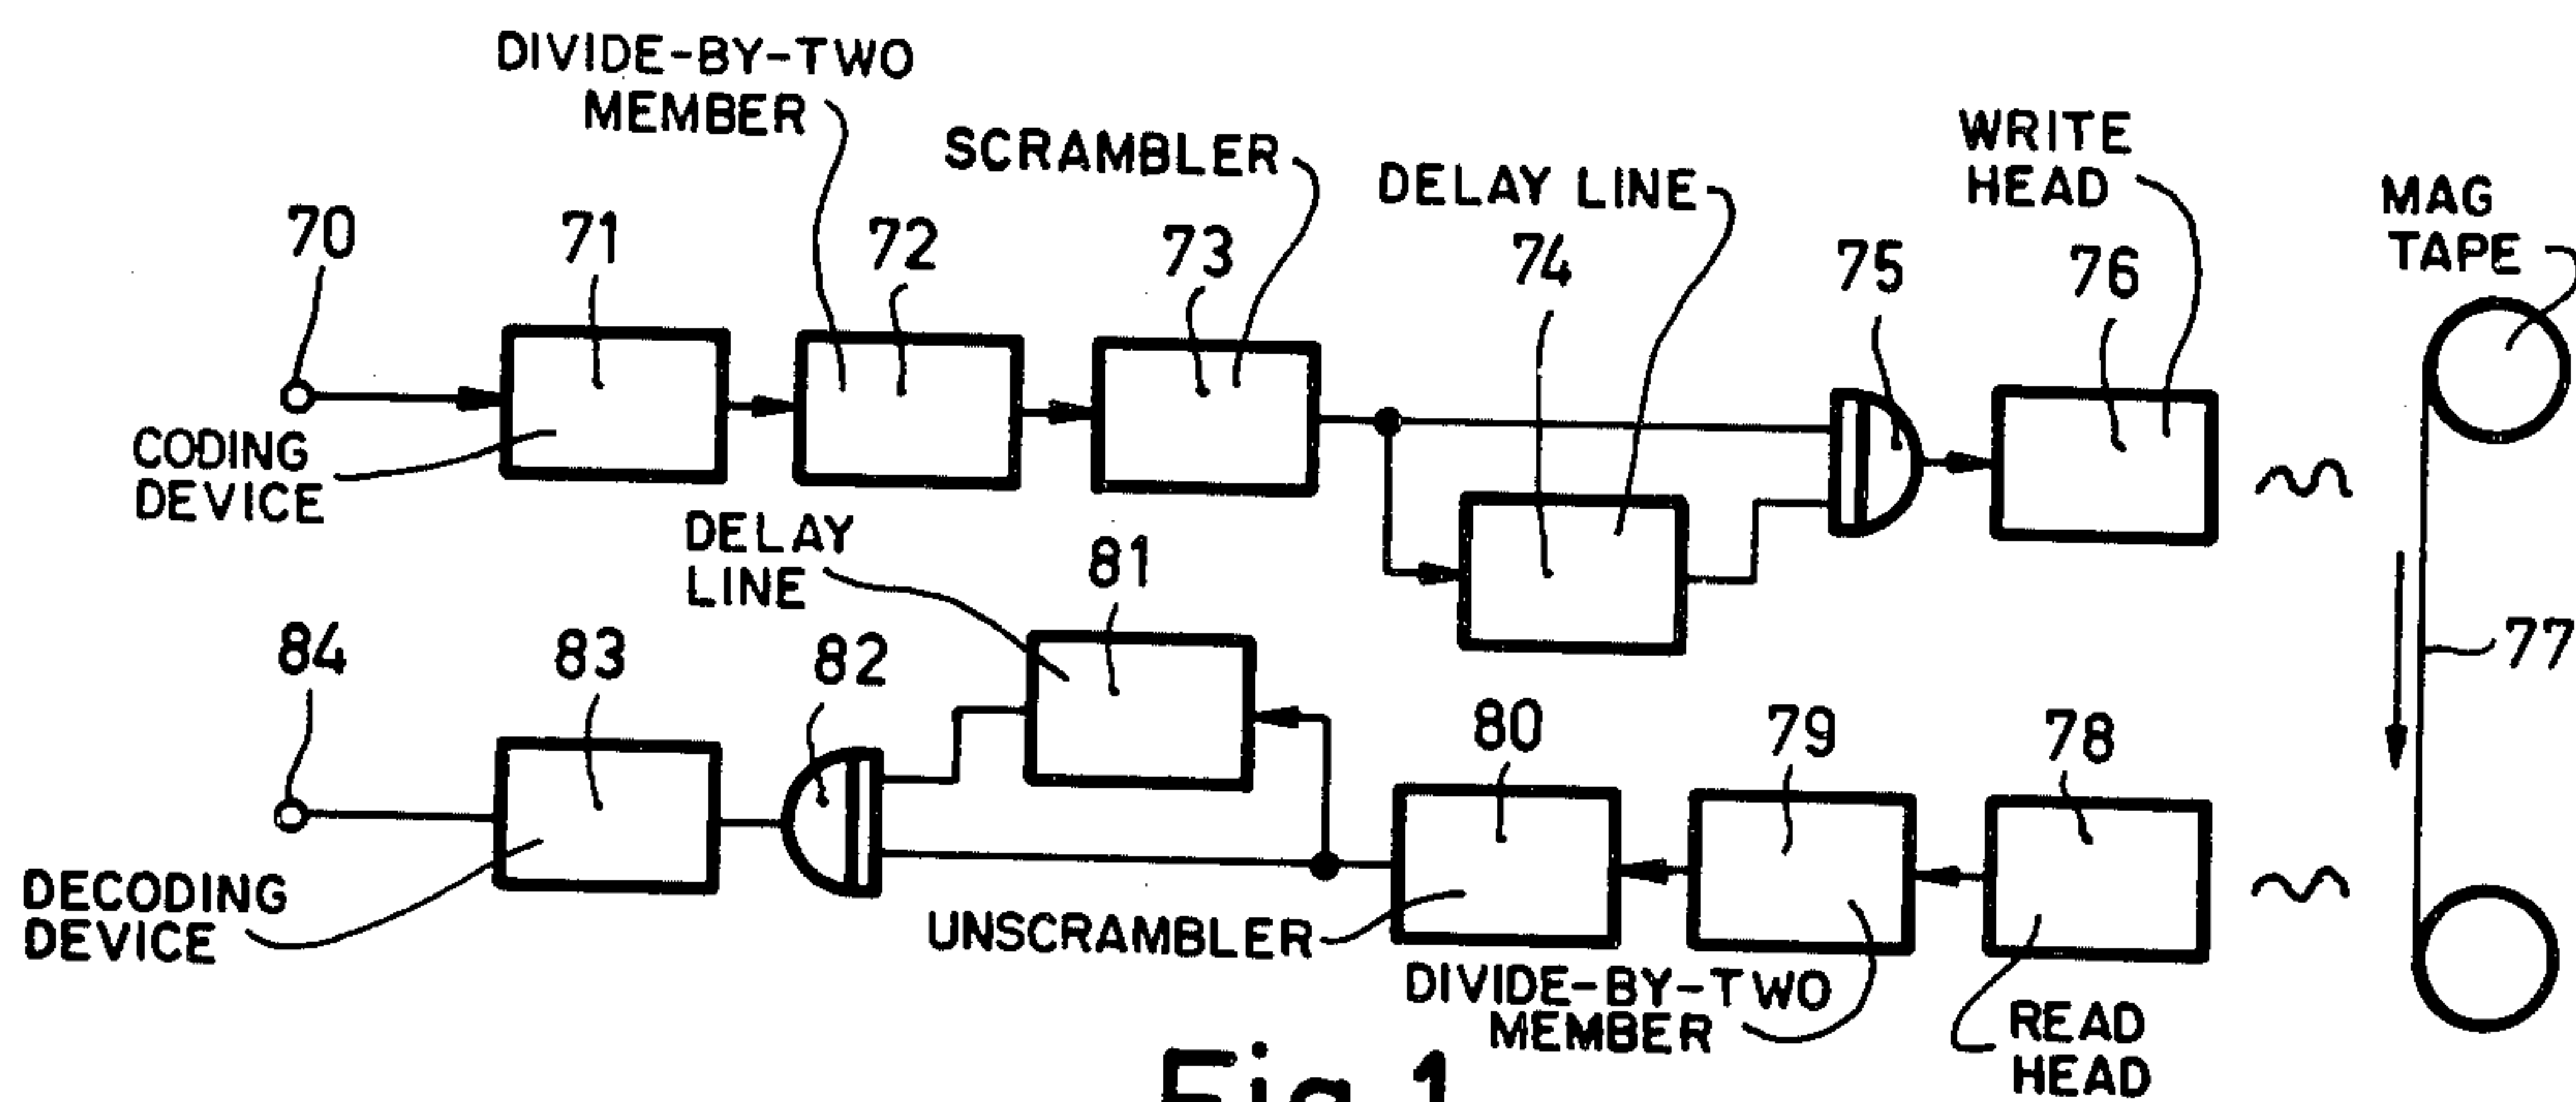 DIVIDE-BY-TWO
MEMBER
SCRAMBLER
DELAY LINE
WRITE
HEAD
MAG
TAPE
70
71
72
73
74
75
76
CODING
DEVICE
DELAY
LINE
81
77
84
83
82
80
79
78
DECODING
DEVICE
UNSCRAMBLER
DIVIDE-BY-TWO
MEMBER
READ
HEAD
Fig.1